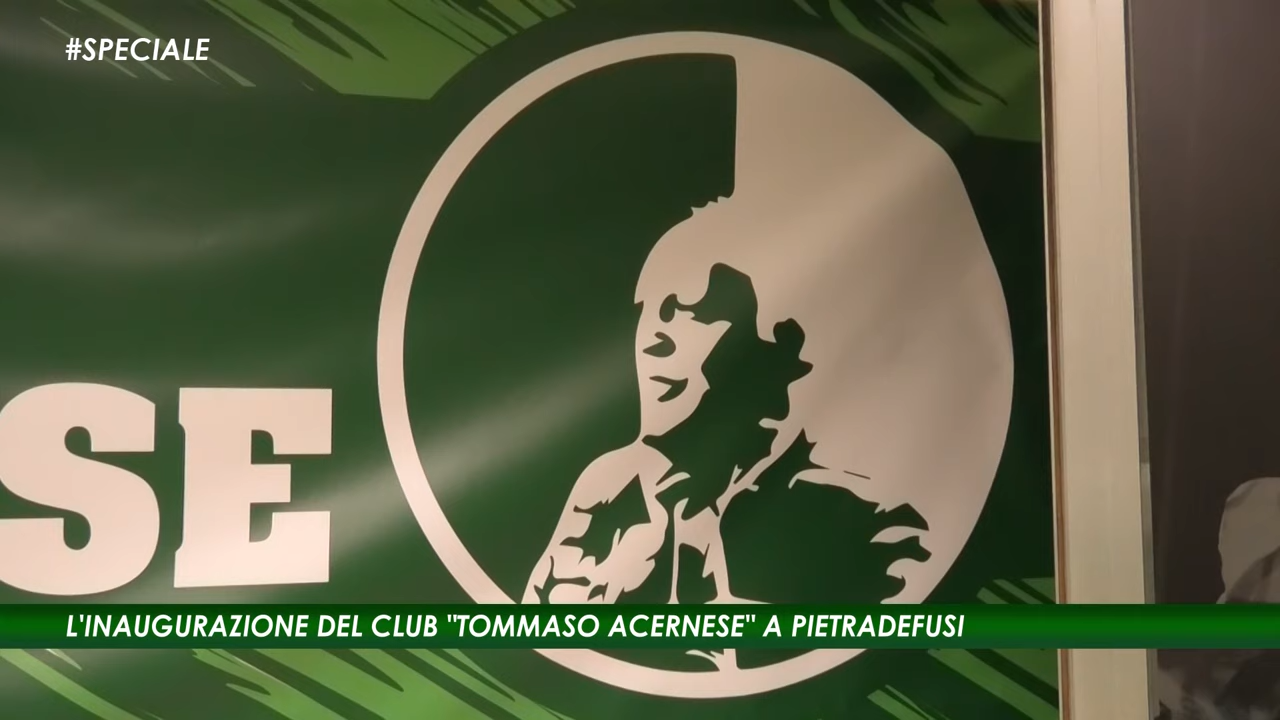 #SPECIALE
SE
L'INAUGURAZIONE DEL CLUB "TOMMASO ACERNESE" A PIETRADEFUSI